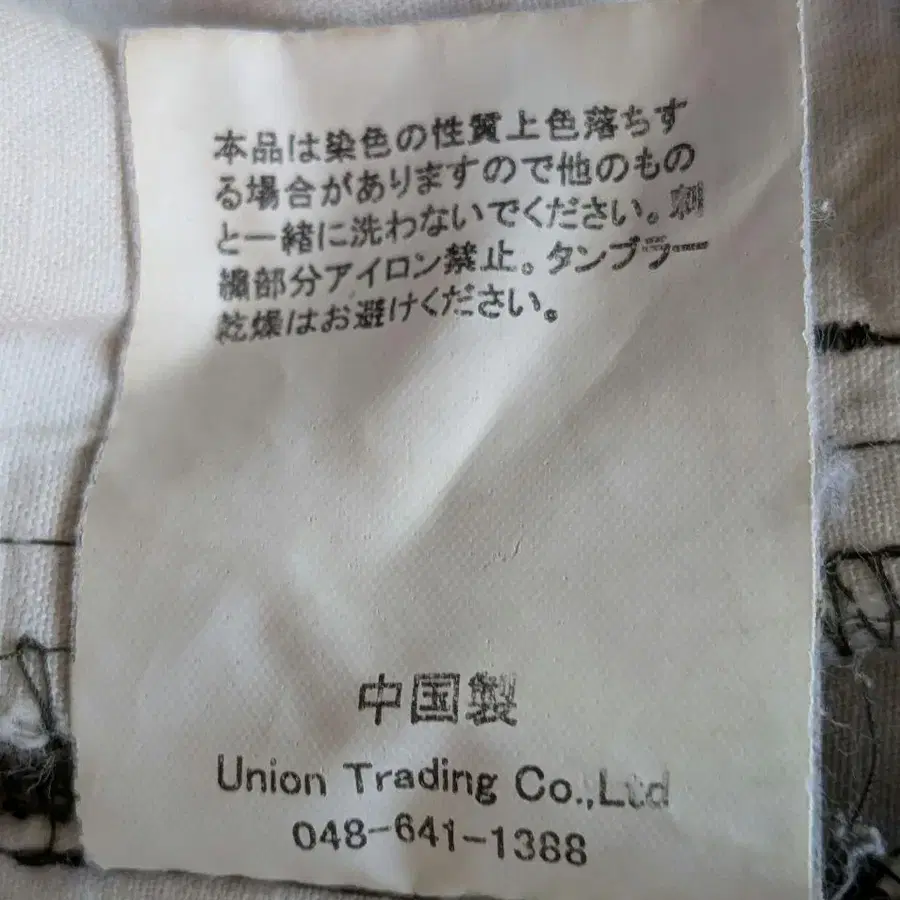 本品は染色の性質上色落ちす
る場合がありますので他のもの
と一緒に洗わないでください。刺
繍部分アイロン禁止。タンブラー
乾燥はお避けください。
中国製
Union Trading Co.,Ltd
048-641-1388